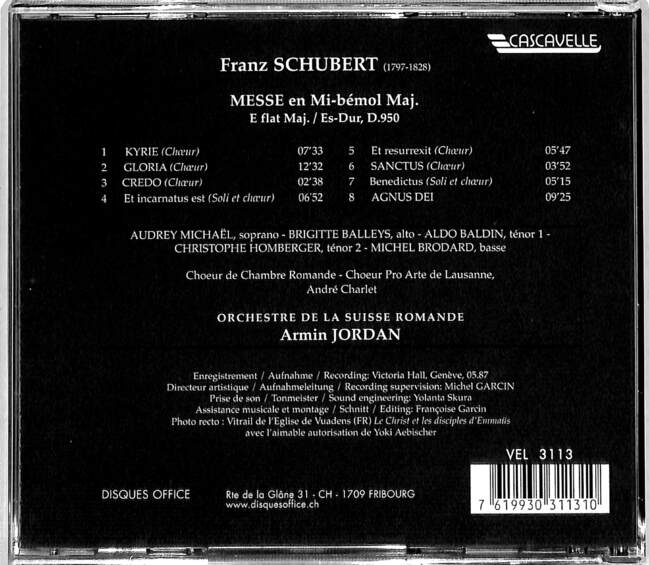 CASCAVELLE
Franz SCHUBERT (1797-1828)
MESSE en Mi-bémol Maj.
E flat Maj. / Es-Dur, D.950
1 KYRIE (Chœur) 07'33
2 GLORIA (Chœur) 12'32
3 CREDO (Chœur) 02'38
4 Et incarnatus est (Soli et chœur) 06'52
5 Et resurrexit (Chœur) 05'47
6 SANCTUS (Chœur) 03'52
7 Benedictus (Soli et chœur) 05'15
8 AGNUS DEI 09'25
AUDREY MICHAËL, soprano - BRIGITTE BALLEYS, alto - ALDO BALDIN, ténor 1 -
CHRISTOPHE HOMBERGER, ténor 2 - MICHEL BRODARD, basse
Choeur de Chambre Romande - Choeur Pro Arte de Lausanne,
André Charlet
ORCHESTRE DE LA SUISSE ROMANDE
Armin JORDAN
Enregistrement / Aufnahme / Recording: Victoria Hall, Genève, 05.87
Directeur artistique / Aufnahmeleitung / Recording supervision: Michel GARCIN
Prise de son / Tonmeister / Sound engineering: Yolanta Skura
Assistance musicale et montage / Schnitt / Editing: Françoise Garcin
Photo recto : Vitrail de l'Eglise de Vuadens (FR) Le Christ et les disciples d'Emmaüs
avec l'aimable autorisation de Yoki Aebischer
VEL 3113
DISQUES OFFICE
Rte de la Glâne 31 - CH - 1709 FRIBOURG
www.disquesoffice.ch
7 619930 311310